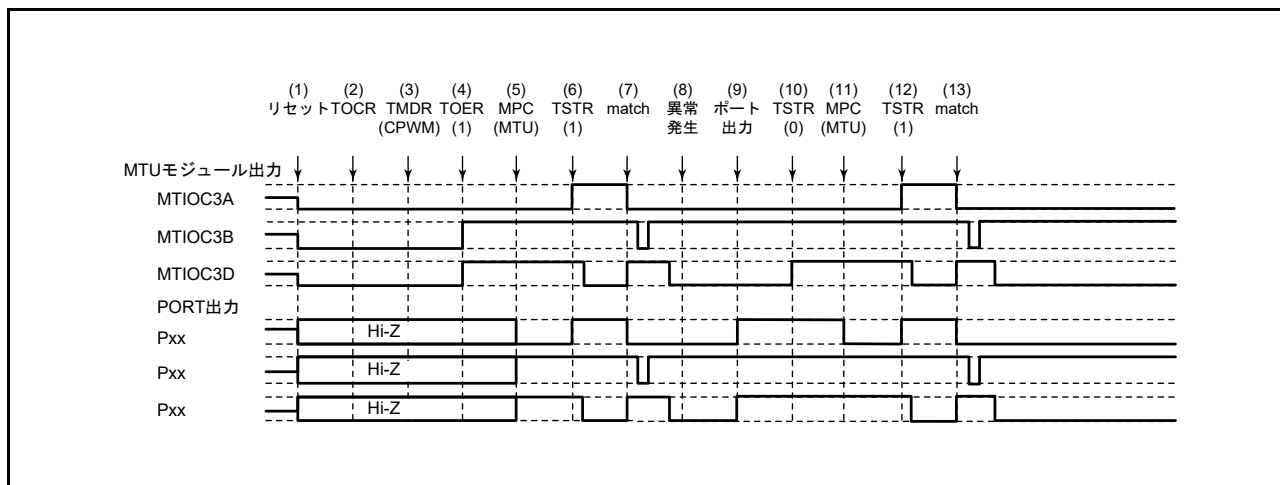 (1) (2) (3) (4) (5) (6) (7) (8) (9) (10) (11) (12) (13)
リセット TOCR TMDR TOER MPC TSTR match 異常 ポート TSTR MPC TSTR match
(CPWM) (1) (MTU) (1) 発生 出力 (0) (MTU) (1)
MTUモジュール出力
MTIOC3A
MTIOC3B
MTIOC3D
PORT出力
Pxx Hi-Z
Pxx Hi-Z
Pxx Hi-Z